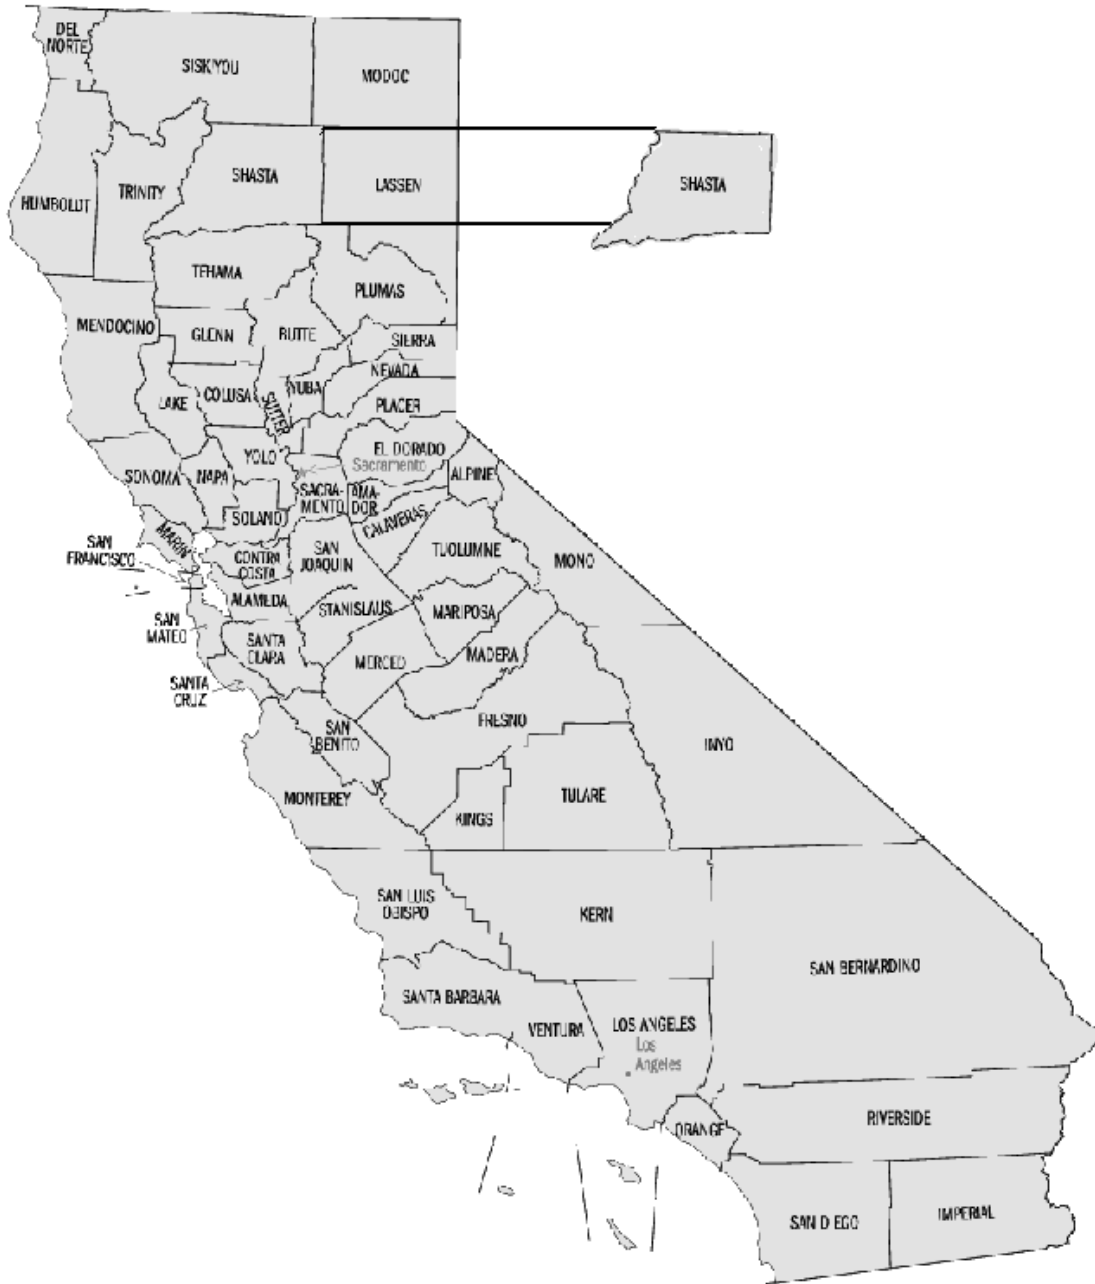 DEL
NORTE
SISKIYOU
MODOC
HUMBOLDT
TRINITY
SHASTA
LASSEN
SHASTA
TEHAMA
PLUMAS
MENDOCINO
GLENN
BUTTE
SIERRA
LAKE
COLUSA
SUTTER
YUBA
NEVADA
PLACER
SONOMA
NAPA
YOLO
EL DORADO
Sacramento
ALPINE
SACRA-
MENTO
AMA-
DOR
SOLANO
CALAVERAS
MARIN
SAN
FRANCISCO
CONTRA
COSTA
SAN
JOAQUIN
TUOLUMNE
MONO
ALAMEDA
STANISLAUS
MARIPOSA
SAN
MATEO
SANTA
CLARA
MERCED
MADERA
SANTA
CRUZ
SAN
BENITO
FRESNO
INYO
MONTEREY
KINGS
TULARE
SAN LUIS
OBISPO
KERN
SAN BERNARDINO
SANTA BARBARA
VENTURA
LOS ANGELES
Los
Angeles
ORANGE
RIVERSIDE
SAN DIEGO
IMPERIAL